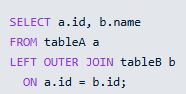 SELECT a.id, b.name
FROM tableA a
LEFT OUTER JOIN tableB b
  ON a.id = b.id;